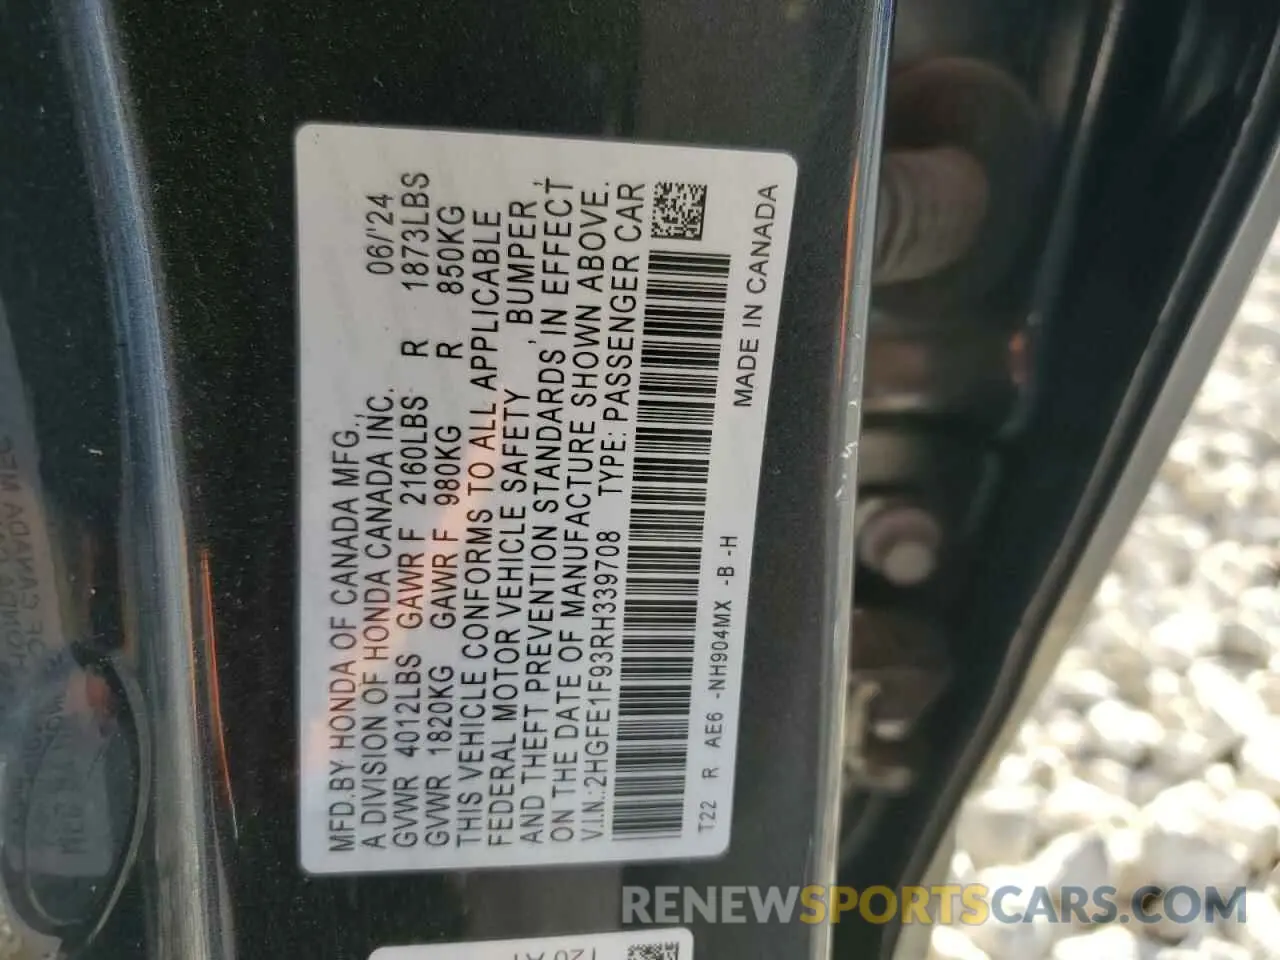 MFD.BY HONDA OF CANADA MFG., 06/'24
A DIVISION OF HONDA CANADA INC.
GVWR 4012LBS GAWR F 2160LBS R 1873LBS
GVWR 1820KG GAWR F 980KG R 850KG
THIS VEHICLE CONFORMS TO ALL APPLICABLE
FEDERAL MOTOR VEHICLE SAFETY, BUMPER,
AND THEFT PREVENTION STANDARDS, IN EFFECT
ON THE DATE OF MANUFACTURE SHOWN ABOVE.
V.I.N.:2HGFE1F93RH339708 TYPE: PASSENGER CAR
T22 R AE6 -NH904MX -B -H
MADE IN CANADA
RENEWSPORTSCARS.COM